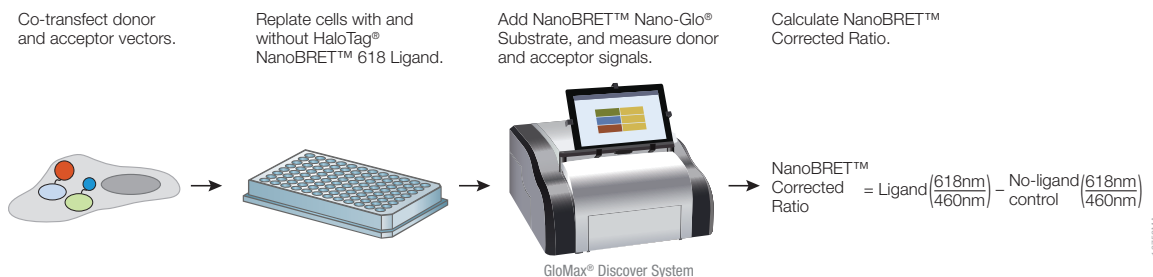 Co-transfect donor
and acceptor vectors.
Replate cells with and
without HaloTag®
NanoBRET™ 618 Ligand.
Add NanoBRET™ Nano-Glo®
Substrate, and measure donor
and acceptor signals.
Calculate NanoBRET™
Corrected Ratio.
NanoBRET™
Corrected
Ratio
= Ligand(618nm/460nm) – No-ligand control (618nm/460nm)
GloMax® Discover System